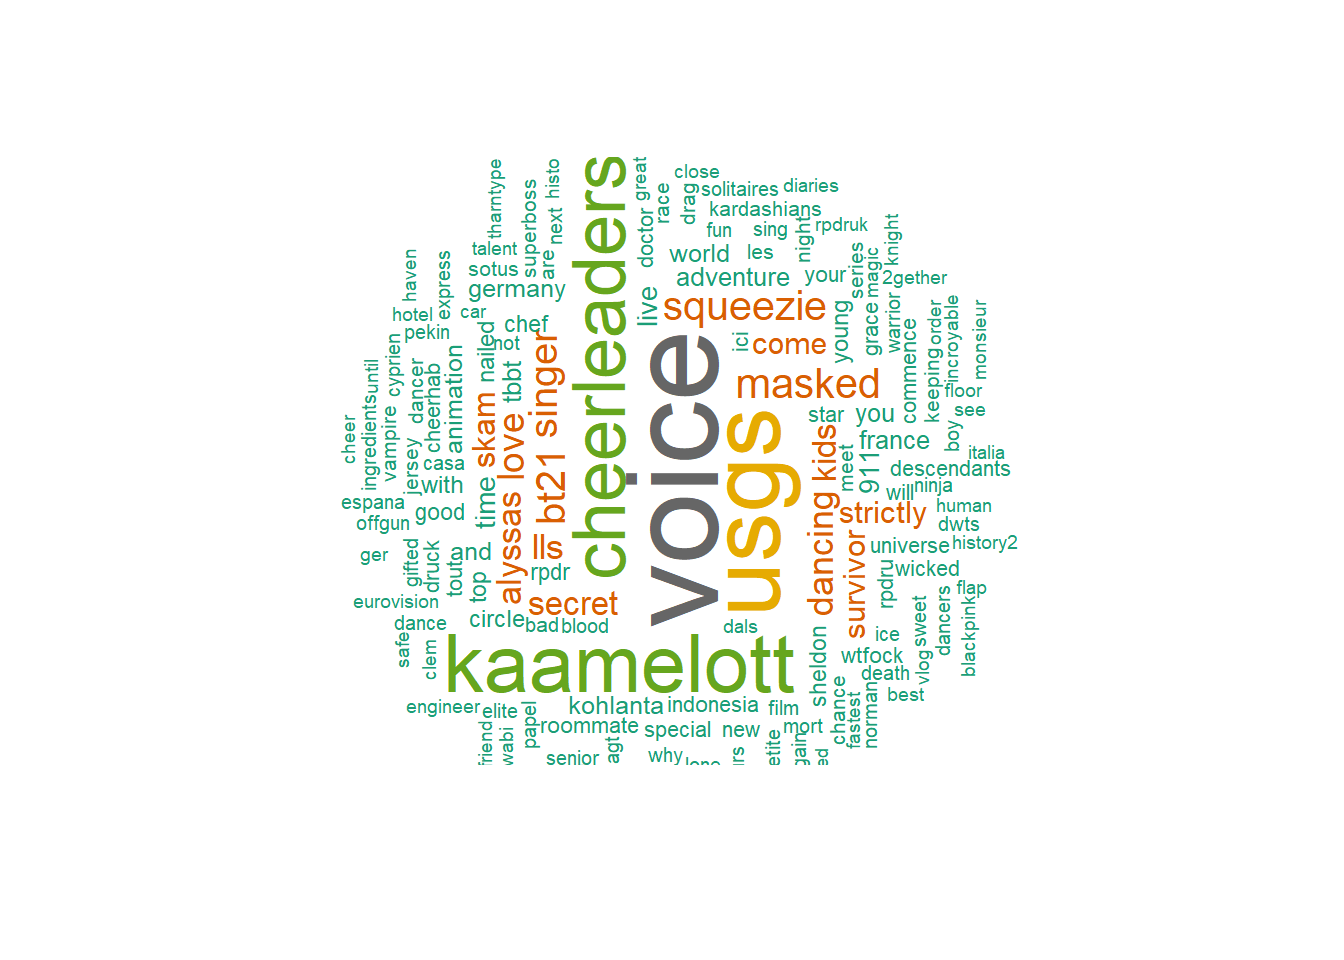 close
great
histo
tharntype
solitaires
diaries
drag
race
superboss
kardashians
next
doctor
fun
sing
rpdruk
night
knight
talent
are
world
les
sotus
haven
express
germany
adventure
your
series
magic
2gether
cheerleaders
live
squeezie
hotel
car
chef
pekin
not
nailed
ici
come
young
grace
warrior
order
keeping
commence
incroyable
monsieur
until
cyprien
animation
tbbt
singer
voice
masked
floor
dancer
cheerhab
skam
love
star
you
see
boy
cheer
ingredients
vampire
france
italia
casa
jersey
with
time
bt21
usgs
kids
meet
911
descendants
will
ninja
espana
good
offgun
strictly
human
dwts
alyssas
lls
dancing
survivor
universe
history2
ger
gifted
druck
tout
and
top
rpdr
rpdru
wicked
flap
eurovision
secret
circle
bad
blood
dals
dance
safe
clem
ice
sweet
dancers
blackpink
kaamelott
sheldon
wtfock
death
vlog
best
engineer
elite
papel
kohlanta
indonesia
film
chance
fastest
norman
roommate
special
new
mort
friend
wabi
senior
agt
why